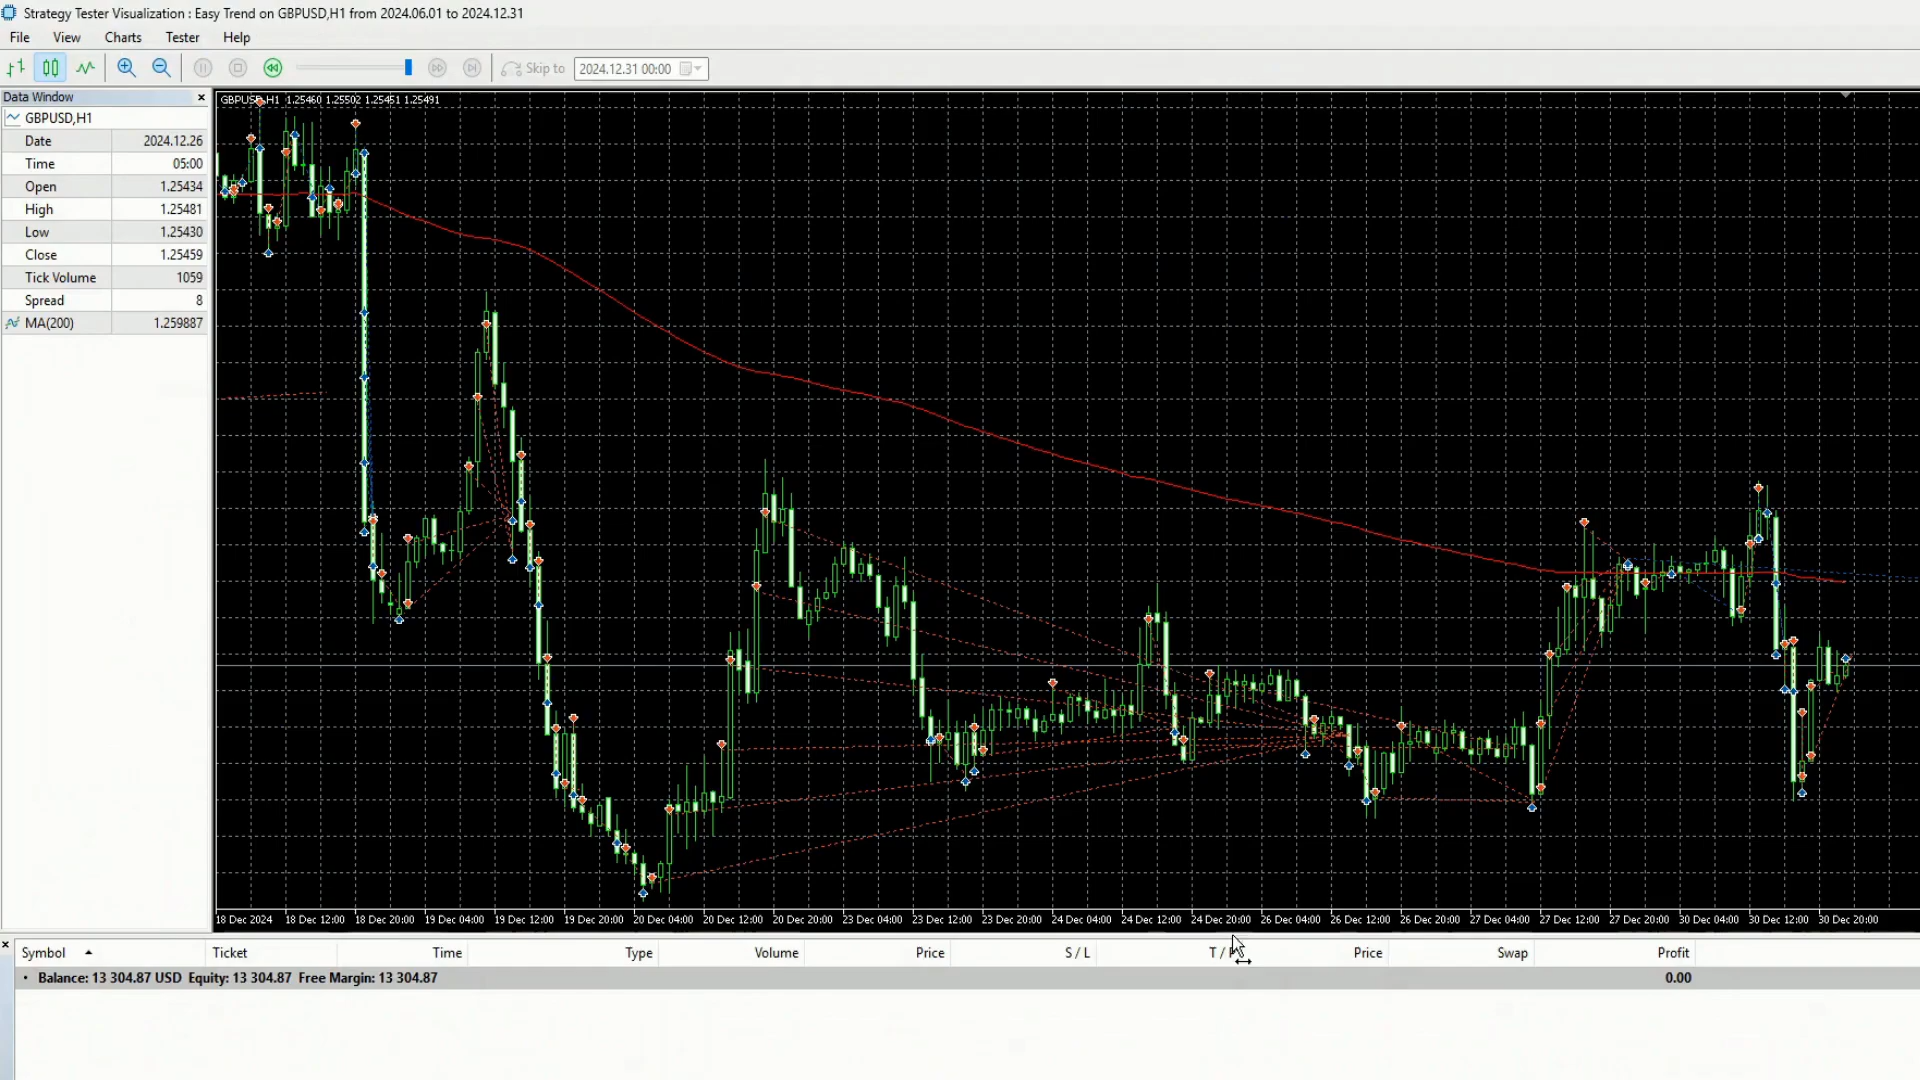 Strategy Tester Visualization : Easy Trend on GBPUSD,H1 from 2024.06.01 to 2024.12.31
File View Charts Tester Help
Skip to 2024.12.31 00:00
Data Window
GBPUSD,H1
Date 2024.12.26
Time 05:00
Open 1.25434
High 1.25481
Low 1.25430
Close 1.25459
Tick Volume 1059
Spread 8
MA(200) 1.259887
GBPUSD,H1 1.25460 1.25502 1.25451 1.25491
18 Dec 2024 18 Dec 12:00 18 Dec 20:00 19 Dec 04:00 19 Dec 12:00 19 Dec 20:00 20 Dec 04:00 20 Dec 12:00 20 Dec 20:00 23 Dec 04:00 23 Dec 12:00 23 Dec 20:00 24 Dec 04:00 24 Dec 12:00 24 Dec 20:00 26 Dec 04:00 26 Dec 12:00 26 Dec 20:00 27 Dec 04:00 27 Dec 12:00 27 Dec 20:00 30 Dec 04:00 30 Dec 12:00 30 Dec 20:00
Symbol Ticket Time Type Volume Price S / L T / P Price Swap Profit
Balance: 13 304.87 USD Equity: 13 304.87 Free Margin: 13 304.87 0.00